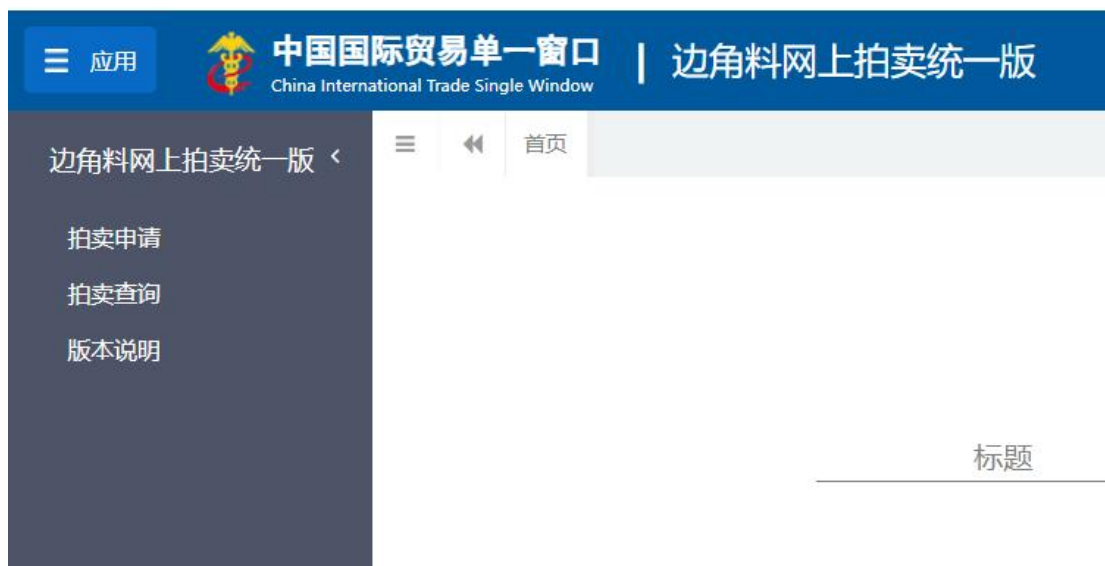 应用
中国国际贸易单一窗口
China International Trade Single Window
边角料网上拍卖统一版
边角料网上拍卖统一版
首页
拍卖申请
拍卖查询
版本说明
标题